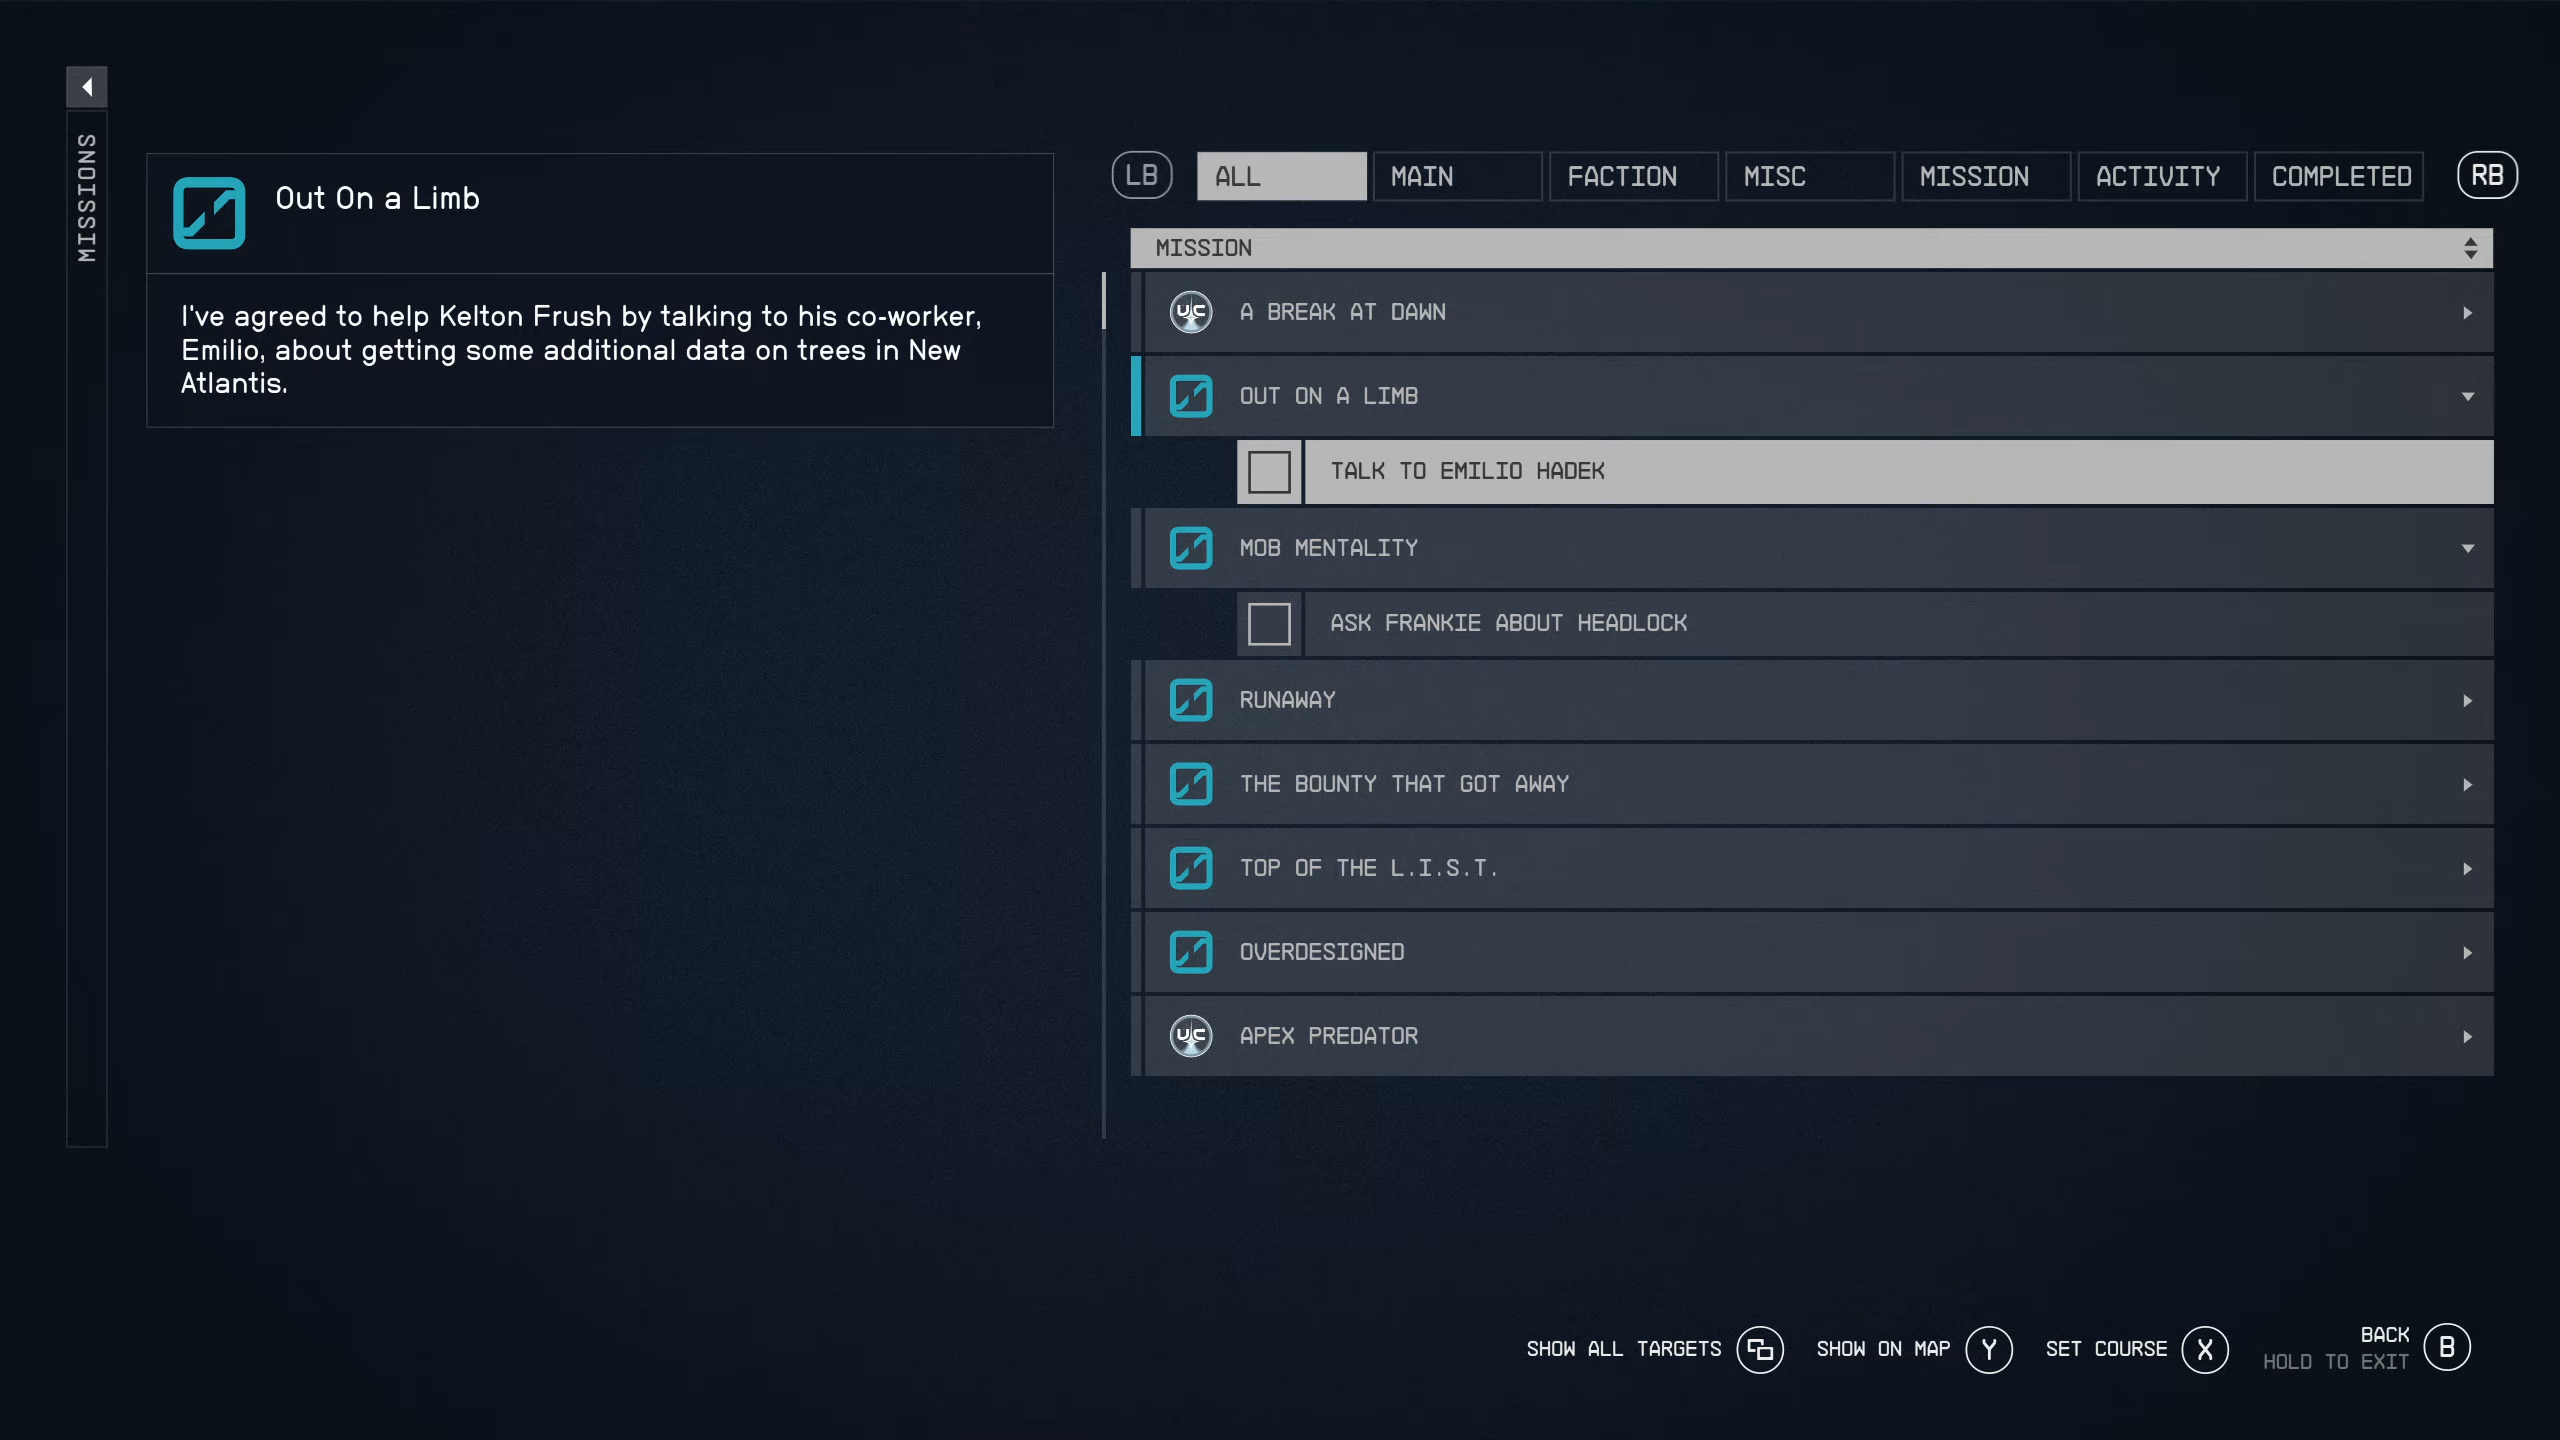 MISSIONS
Out On a Limb
I've agreed to help Kelton Frush by talking to his co-worker,
Emilio, about getting some additional data on trees in New
Atlantis.
LB
ALL
MAIN
FACTION
MISC
MISSION
ACTIVITY
COMPLETED
RB
MISSION
UC
A BREAK AT DAWN
OUT ON A LIMB
TALK TO EMILIO HADEK
MOB MENTALITY
ASK FRANKIE ABOUT HEADLOCK
RUNAWAY
THE BOUNTY THAT GOT AWAY
TOP OF THE L.I.S.T.
OVERDESIGNED
UC
APEX PREDATOR
SHOW ALL TARGETS
SHOW ON MAP
Y
SET COURSE
X
BACK
HOLD TO EXIT
B